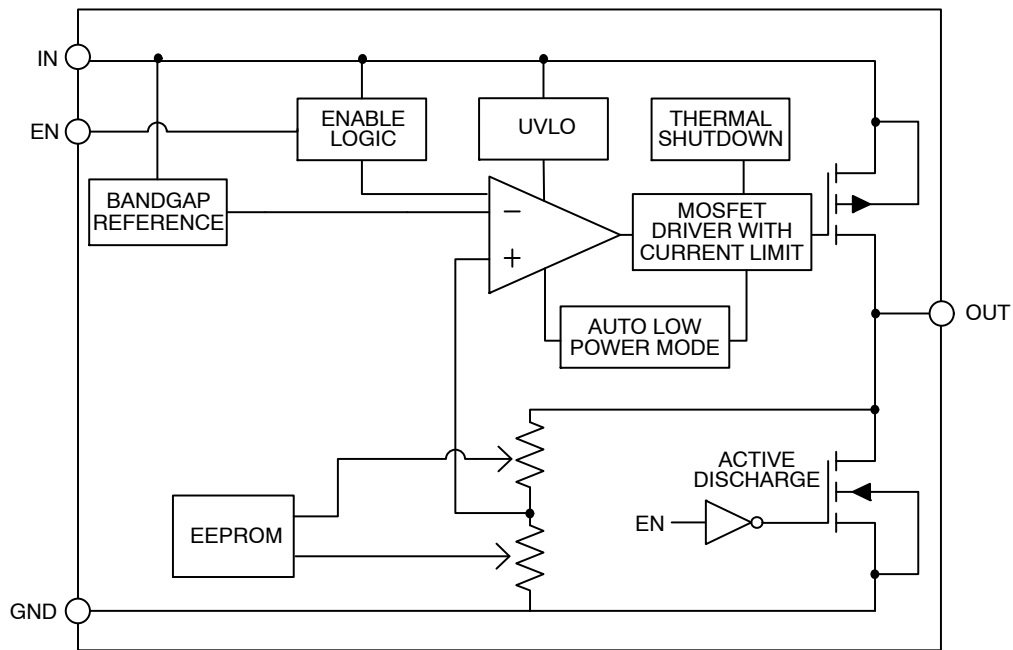 IN
EN
ENABLE
LOGIC
UVLO
THERMAL
SHUTDOWN
BANDGAP
REFERENCE
−
+
MOSFET
DRIVER WITH
CURRENT LIMIT
AUTO LOW
POWER MODE
OUT
ACTIVE
DISCHARGE
EN
EEPROM
GND